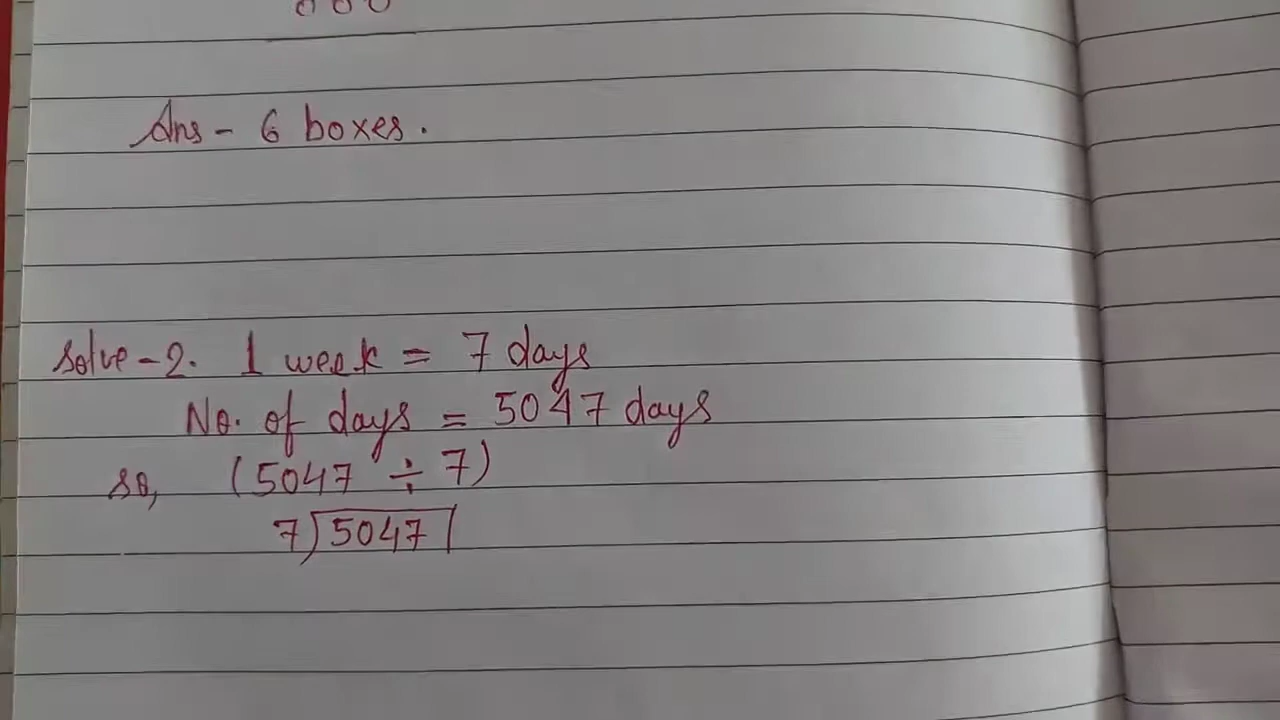 Ans - 6 boxes.
Solve - 2. 1 week = 7 days
No. of days = 5047 days
so, (5047 ÷ 7)
7)5047